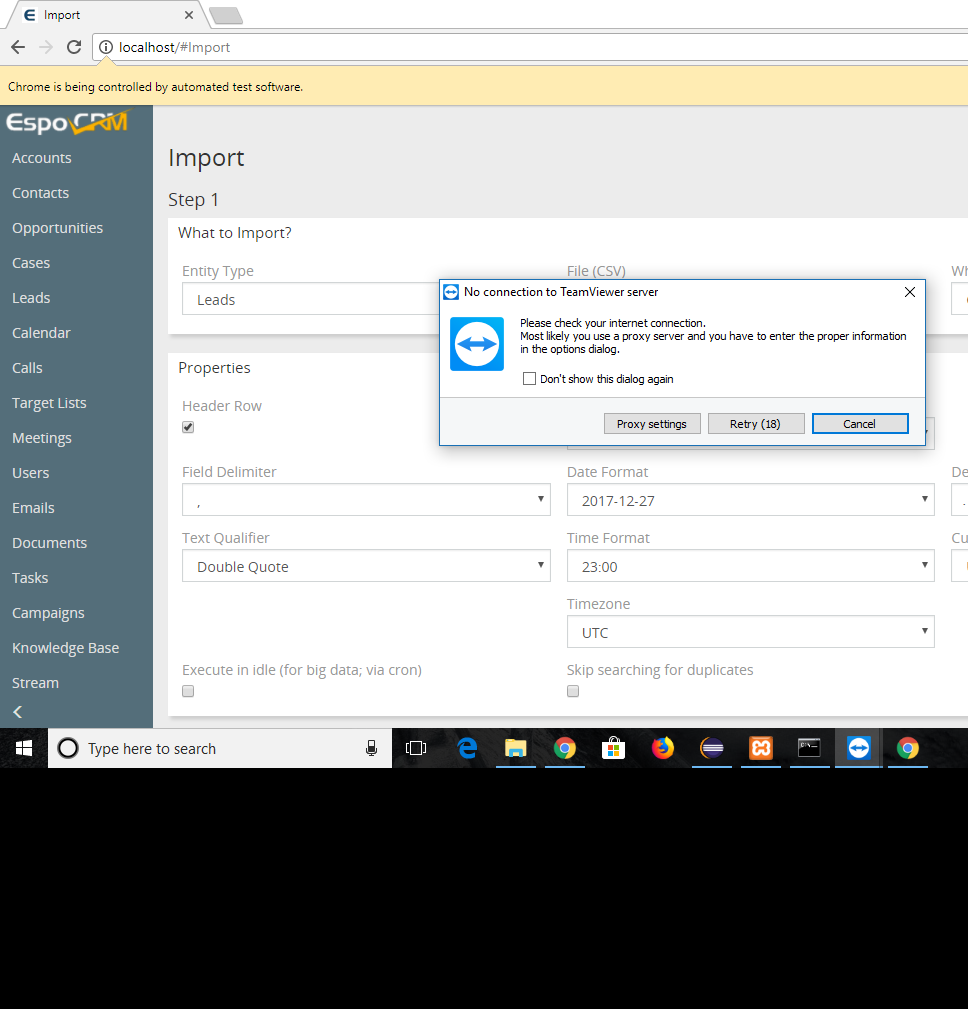 Import
localhost/#Import
Chrome is being controlled by automated test software.
EspoCRM
Accounts
Contacts
Opportunities
Cases
Leads
Calendar
Calls
Target Lists
Meetings
Users
Emails
Documents
Tasks
Campaigns
Knowledge Base
Stream
Import
Step 1
What to Import?
Entity Type
File (CSV)
Leads
No connection to TeamViewer server
Please check your internet connection.
Most likely you use a proxy server and you have to enter the proper information
in the options dialog.
Don't show this dialog again
Proxy settings
Retry (18)
Cancel
Properties
Header Row
Field Delimiter
Date Format
,
2017-12-27
.
Text Qualifier
Time Format
Double Quote
23:00
Timezone
UTC
Execute in idle (for big data; via cron)
Skip searching for duplicates
Type here to search